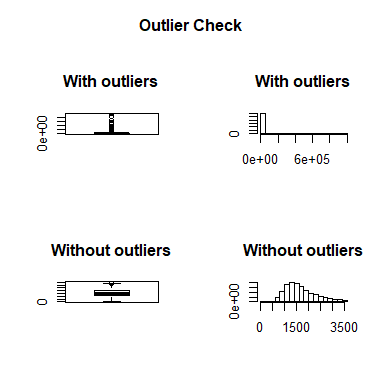 Outlier Check
With outliers
With outliers
0e+00
0
0e+00 6e+05
Without outliers
Without outliers
0
0e+00
0 1500 3500